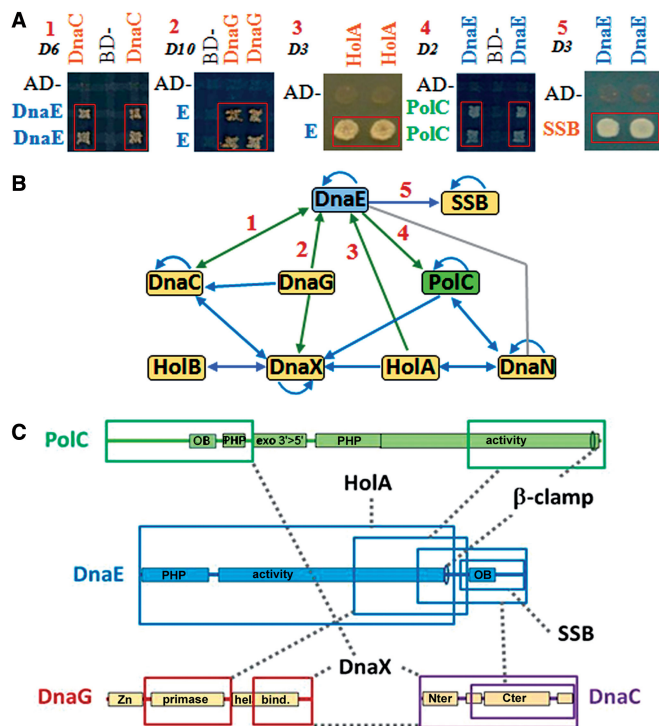 A
1 2 3 4 5
D6 D10 D3 D2 D3
DnaC BD- DnaC BD- DnaG DnaG HolA HolA DnaE BD- DnaE DnaE DnaE
AD- AD- AD- AD- AD-
DnaE E PolC
DnaE E E PolC SSB
B
5
DnaE SSB
1 2 3 4
DnaC DnaG PolC
HolB DnaX HolA DnaN
C
PolC OB PHP exo 3'>5' PHP activity
HolA β-clamp
DnaE PHP activity OB
SSB
DnaX
DnaG Zn primase hel bind. Nter Cter DnaC